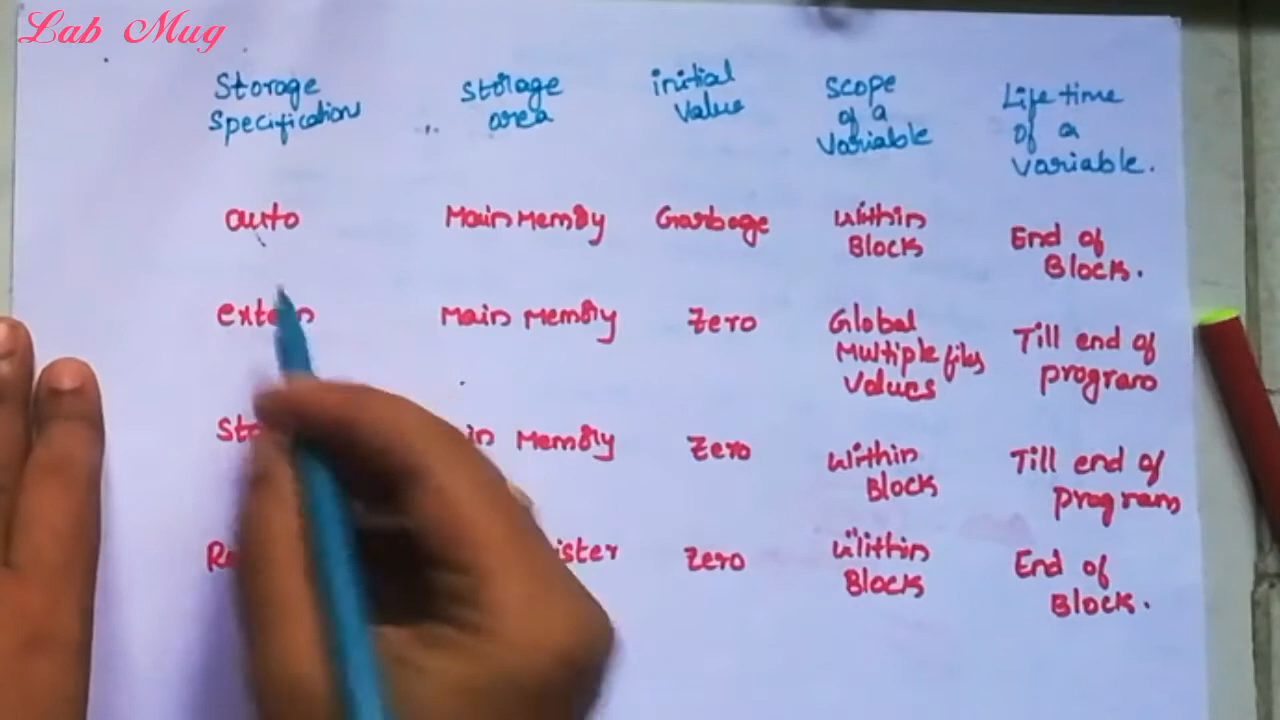 Lab Mug
Storage Storage initial Scope Life time
Specification area value of a of a
variable variable.
auto Main Memory Garbage Within End of
Block Block.
extern Main Memory Zero Global Till end of
Multiple files program
Values
Memory Zero Within Till end of
Block program
Zero Within End of
Block Block.